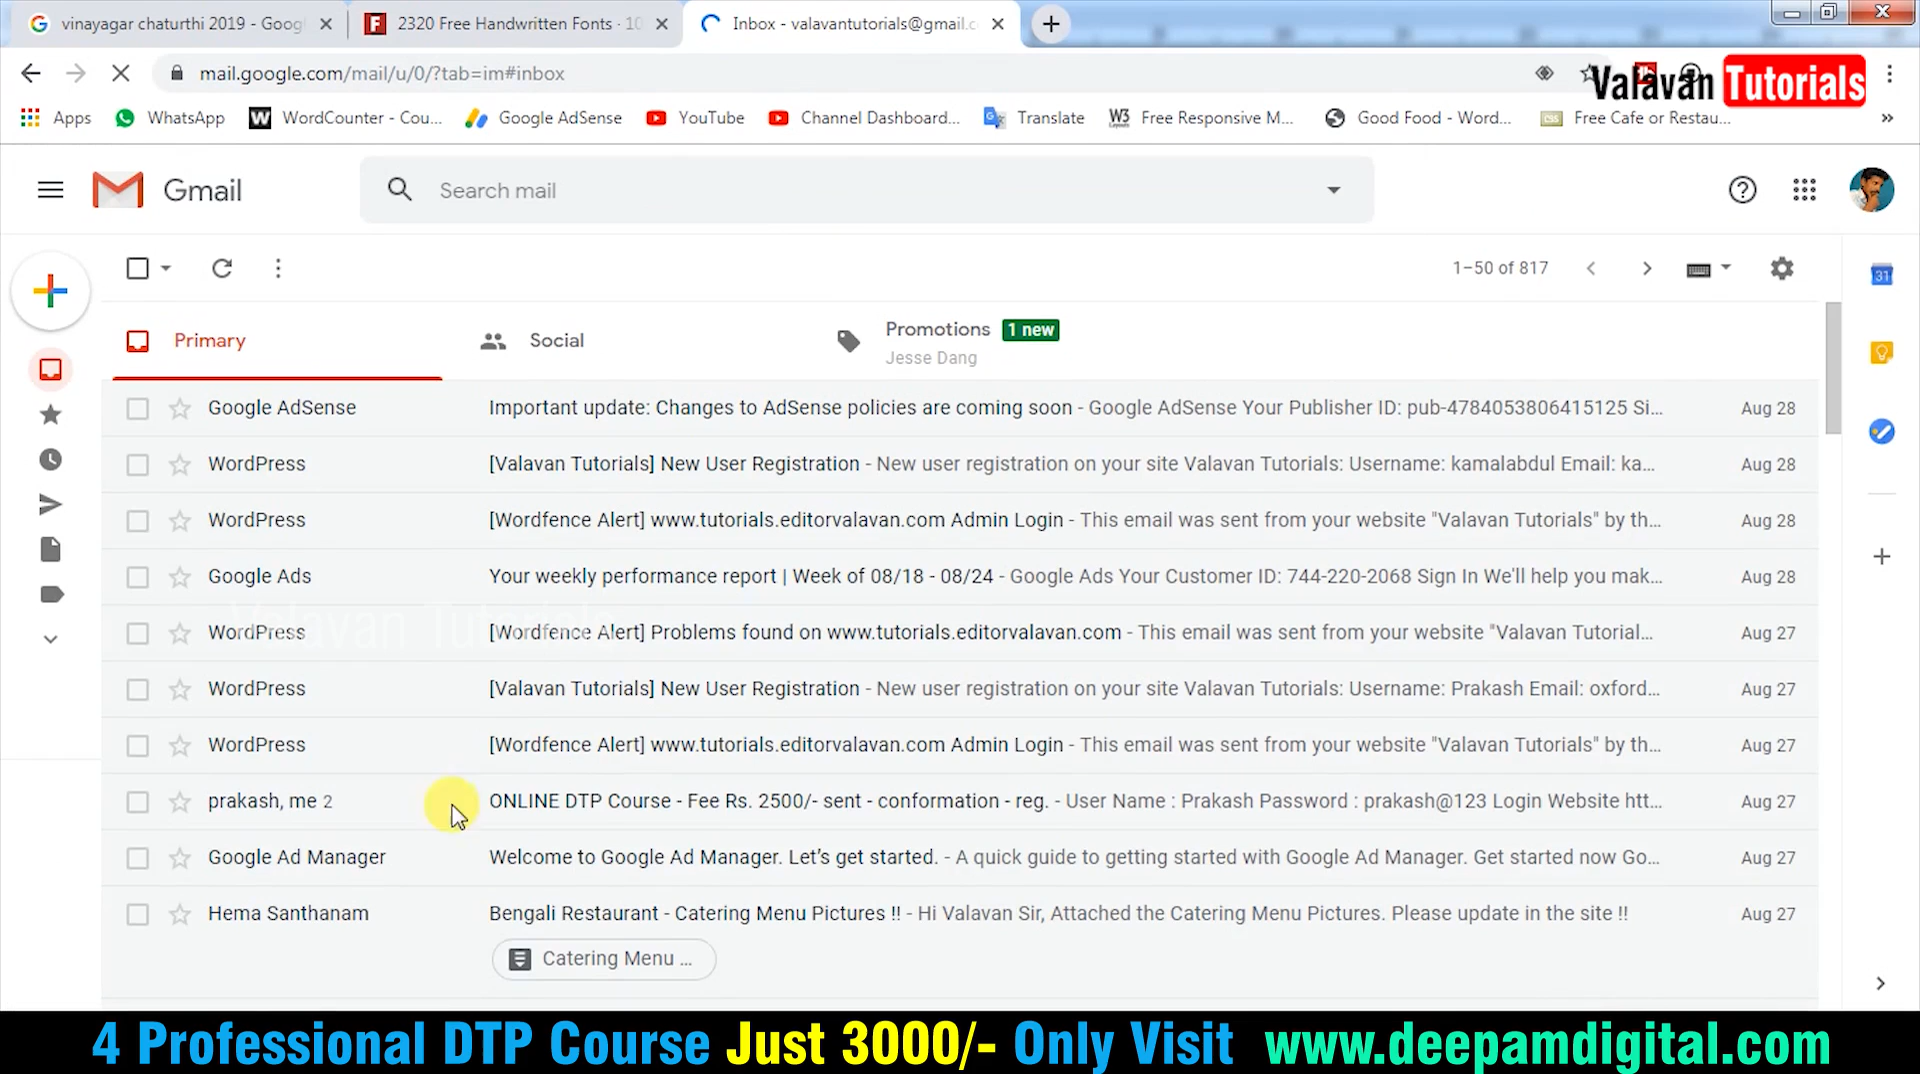 vinayagar chaturthi 2019 - Goog
2320 Free Handwritten Fonts · 10
Inbox - valavantutorials@gmail.c
mail.google.com/mail/u/0/?tab=im#inbox
Valavan Tutorials
Apps WhatsApp WordCounter - Cou... Google AdSense YouTube Channel Dashboard... Translate Free Responsive M... Good Food - Word... Free Cafe or Restau... »
Gmail
Search mail
1–50 of 817
31
Primary
Social
Promotions 1 new
Jesse Dang
Google AdSense Important update: Changes to AdSense policies are coming soon - Google AdSense Your Publisher ID: pub-4784053806415125 Si... Aug 28
WordPress [Valavan Tutorials] New User Registration - New user registration on your site Valavan Tutorials: Username: kamalabdul Email: ka... Aug 28
WordPress [Wordfence Alert] www.tutorials.editorvalavan.com Admin Login - This email was sent from your website "Valavan Tutorials" by th... Aug 28
Google Ads Your weekly performance report | Week of 08/18 - 08/24 - Google Ads Your Customer ID: 744-220-2068 Sign In We'll help you mak... Aug 28
Valavan Tutorials
WordPress [Wordfence Alert] Problems found on www.tutorials.editorvalavan.com - This email was sent from your website "Valavan Tutorial... Aug 27
WordPress [Valavan Tutorials] New User Registration - New user registration on your site Valavan Tutorials: Username: Prakash Email: oxford... Aug 27
WordPress [Wordfence Alert] www.tutorials.editorvalavan.com Admin Login - This email was sent from your website "Valavan Tutorials" by th... Aug 27
prakash, me 2 ONLINE DTP Course - Fee Rs. 2500/- sent - conformation - reg. - User Name : Prakash Password : prakash@123 Login Website htt... Aug 27
Google Ad Manager Welcome to Google Ad Manager. Let's get started. - A quick guide to getting started with Google Ad Manager. Get started now Go... Aug 27
Hema Santhanam Bengali Restaurant - Catering Menu Pictures !! - Hi Valavan Sir, Attached the Catering Menu Pictures. Please update in the site !! Aug 27
Catering Menu ...
4 Professional DTP Course Just 3000/- Only Visit www.deepamdigital.com